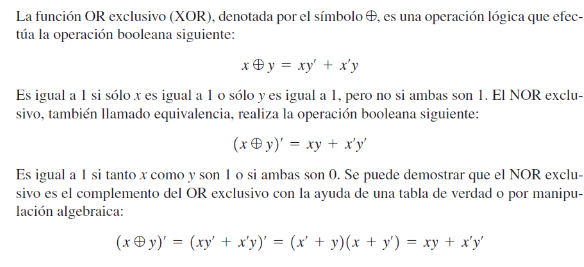 La función OR exclusivo (XOR), denotada por el símbolo ⊕, es una operación lógica que efec-
túa la operación booleana siguiente:
x ⊕ y = xy′ + x′y
Es igual a 1 si sólo x es igual a 1 o sólo y es igual a 1, pero no si ambas son 1. El NOR exclu-
sivo, también llamado equivalencia, realiza la operación booleana siguiente:
(x ⊕ y)′ = xy + x′y′
Es igual a 1 si tanto x como y son 1 o si ambas son 0. Se puede demostrar que el NOR exclu-
sivo es el complemento del OR exclusivo con la ayuda de una tabla de verdad o por manipu-
lación algebraica:
(x ⊕ y)′ = (xy′ + x′y)′ = (x′ + y)(x + y′) = xy + x′y′